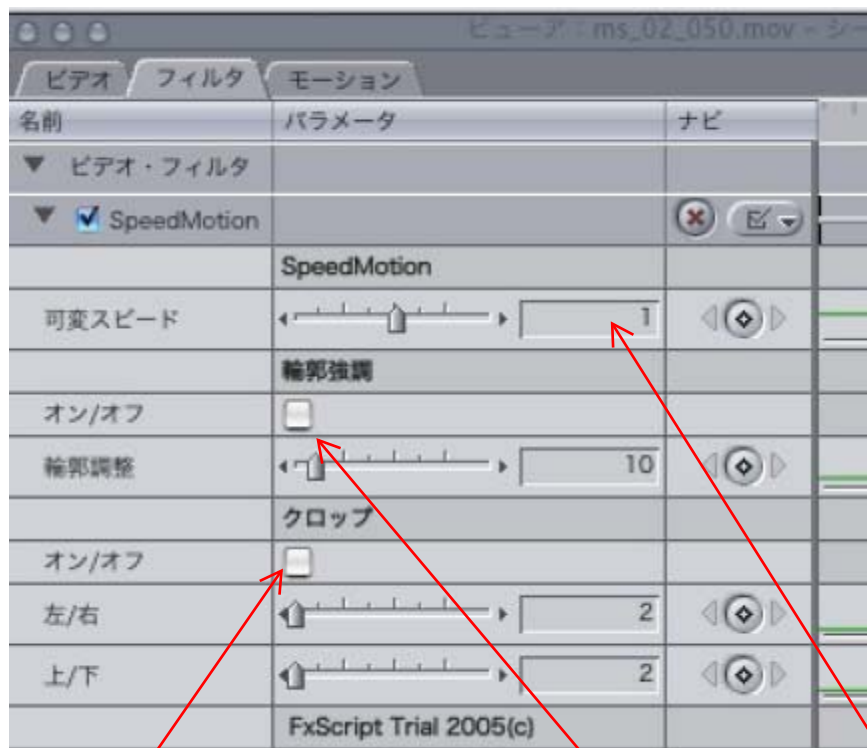 ビューア : ms_02_050.mov - シー
ビデオ フィルタ モーション
名前 パラメータ ナビ
ビデオ・フィルタ
SpeedMotion
SpeedMotion
可変スピード 1
輪郭強調
オン/オフ
輪郭調整 10
クロップ
オン/オフ
左/右 2
上/下 2
FxScript Trial 2005(c)